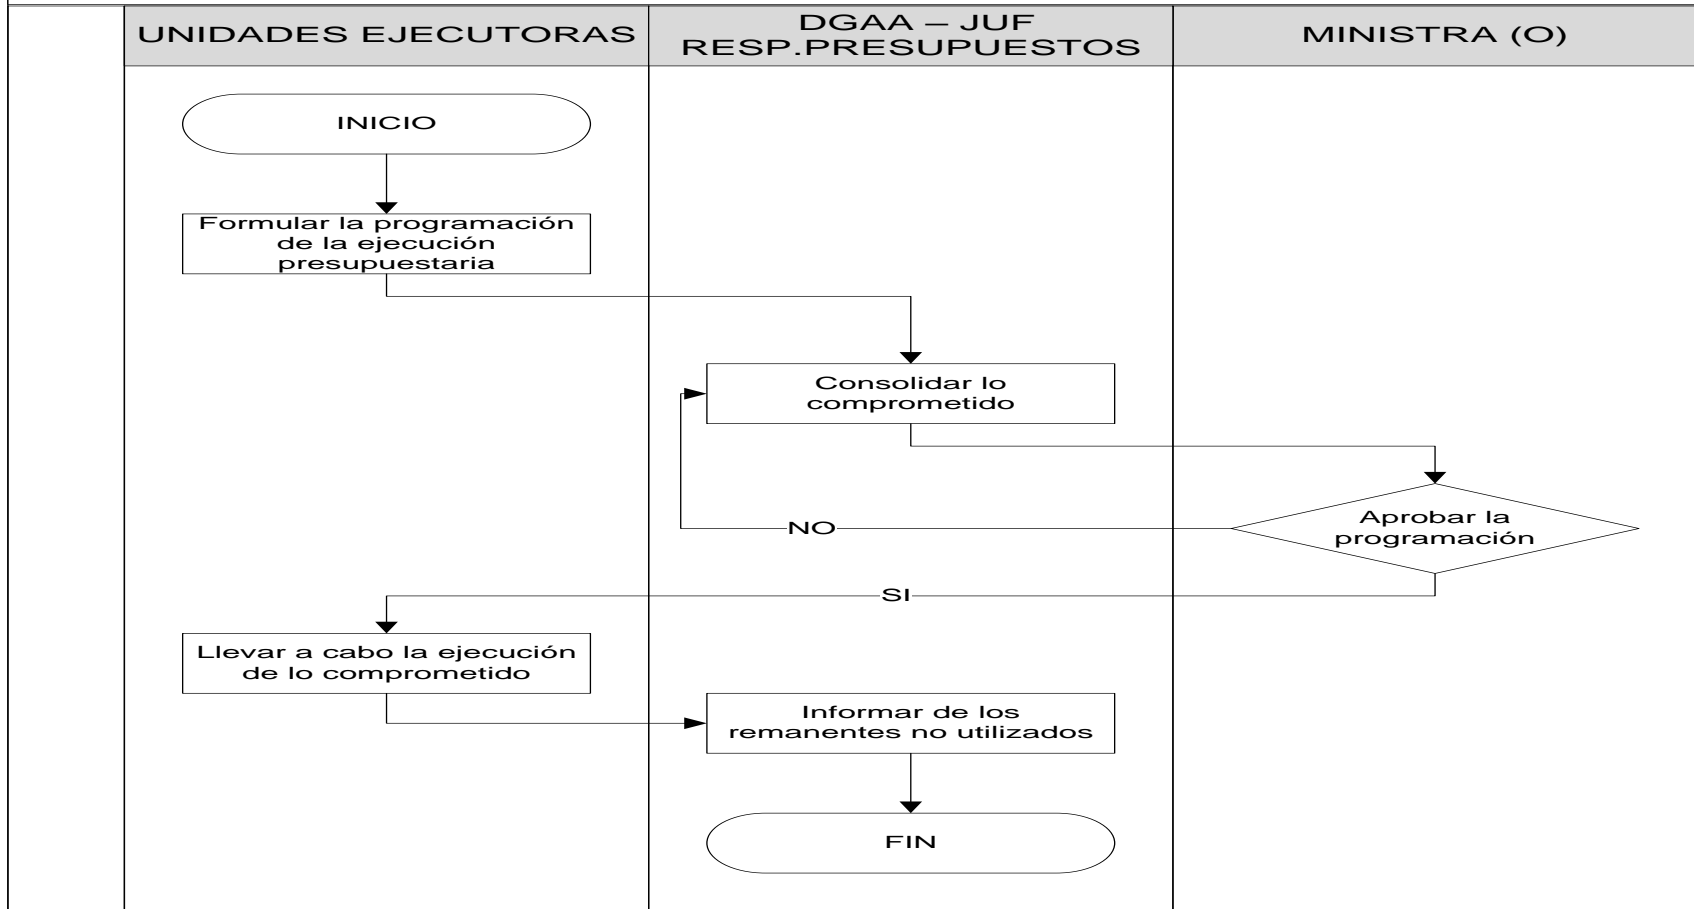 UNIDADES EJECUTORAS
DGAA – JUF
RESP.PRESUPUESTOS
MINISTRA (O)
INICIO
Formular la programación
de la ejecución
presupuestaria
Consolidar lo
comprometido
Aprobar la
programación
NO
SI
Llevar a cabo la ejecución
de lo comprometido
Informar de los
remanentes no utilizados
FIN